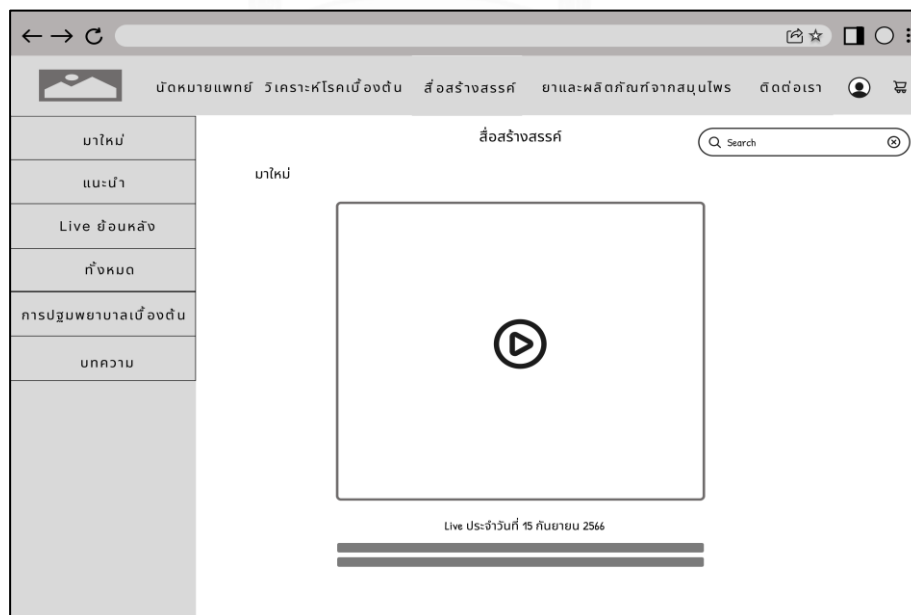 นัดหมายแพทย์ วิเคราะห์โรคเบื้องต้น สื่อสร้างสรรค์ ยาและผลิตภัณฑ์จากสมุนไพร ติดต่อเรา
มาใหม่
แนะนำ
Live ย้อนหลัง
ทั้งหมด
การปฐมพยาบาลเบื้องต้น
บทความ
สื่อสร้างสรรค์
Search
มาใหม่
Live ประจำวันที่ 15 กันยายน 2566